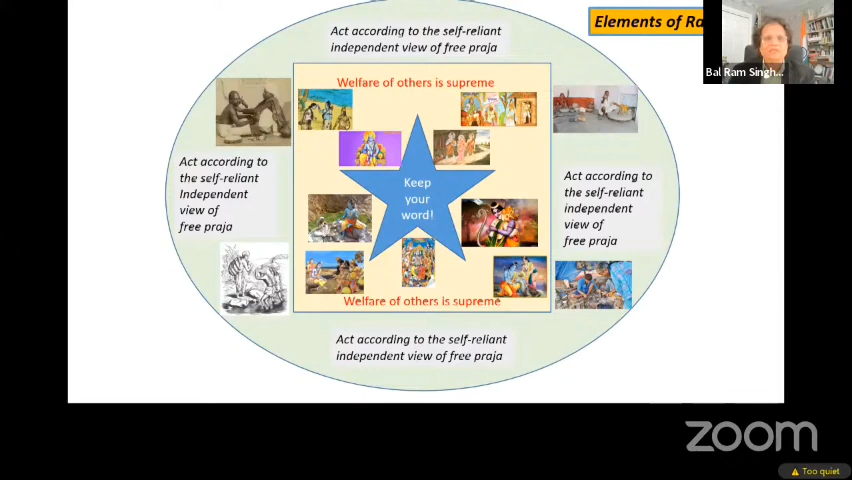 Act according to the self-reliant
independent view of free praja
Elements of Ra
Bal Ram Singh...
Welfare of others is supreme
Act according to
the self-reliant
Independent
view of
free praja
Keep
your
word!
Act according to
the self-reliant
independent
view of
free praja
Welfare of others is supreme
Act according to the self-reliant
independent view of free praja
zoom
Too quiet